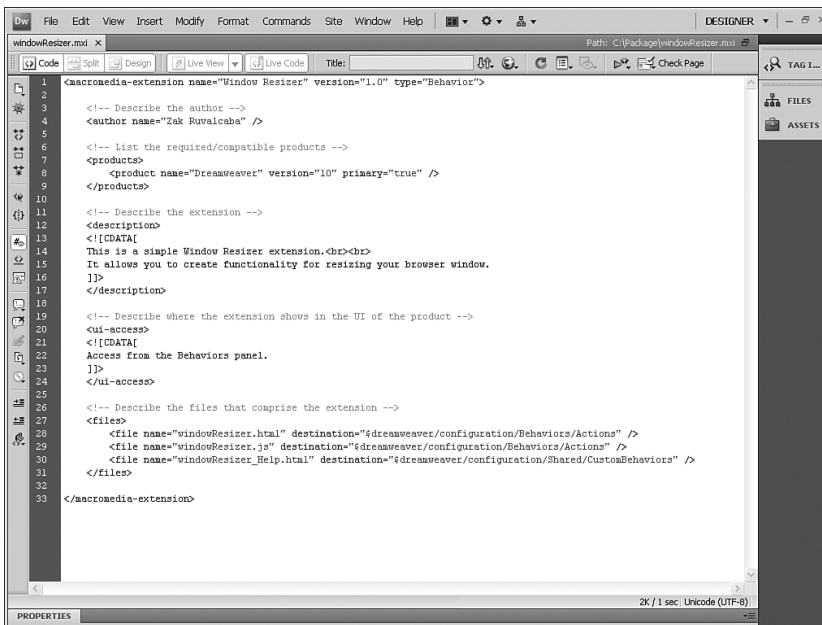 Dw File Edit View Insert Modify Format Commands Site Window Help DESIGNER
windowResizer.mxi × Path: C:\Package\windowResizer.mxi
Code Split Design Live View Live Code Title: Check Page
TAG I...
FILES
ASSETS
1 <macromedia-extension name="Window Resizer" version="1.0" type="Behavior">
2
3 <!-- Describe the author -->
4 <author name="Zak Ruvalcaba" />
5
6 <!-- List the required/compatible products -->
7 <products>
8 <product name="Dreamweaver" version="10" primary="true" />
9 </products>
10
11 <!-- Describe the extension -->
12 <description>
13 <![CDATA[
14 This is a simple Window Resizer extension.<br><br>
15 It allows you to create functionality for resizing your browser window.
16 ]]>
17 </description>
18
19 <!-- Describe where the extension shows in the UI of the product -->
20 <ui-access>
21 <![CDATA[
22 Access from the Behaviors panel.
23 ]]>
24 </ui-access>
25
26 <!-- Describe the files that comprise the extension -->
27 <files>
28 <file name="windowResizer.html" destination="$dreamweaver/configuration/Behaviors/Actions" />
29 <file name="windowResizer.js" destination="$dreamweaver/configuration/Behaviors/Actions" />
30 <file name="windowResizer_Help.html" destination="$dreamweaver/configuration/Shared/CustomBehaviors" />
31 </files>
32
33 </macromedia-extension>
2K / 1 sec Unicode (UTF-8)
PROPERTIES